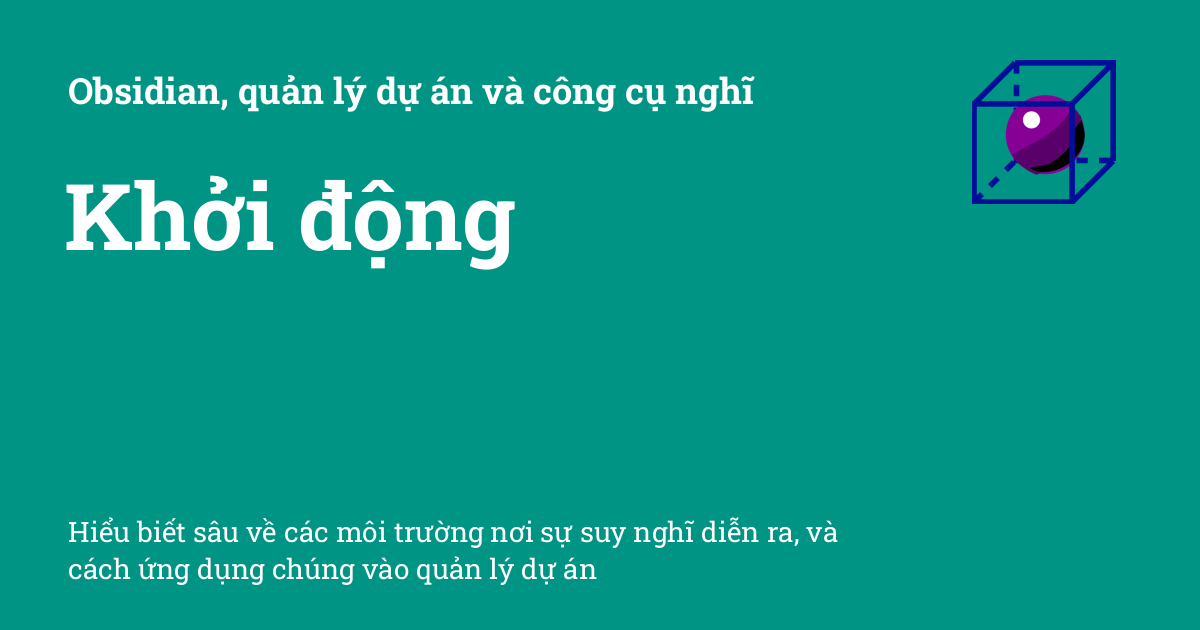 Obsidian, quản lý dự án và công cụ nghĩ
Khởi động
Hiểu biết sâu về các môi trường nơi sự suy nghĩ diễn ra, và
cách ứng dụng chúng vào quản lý dự án